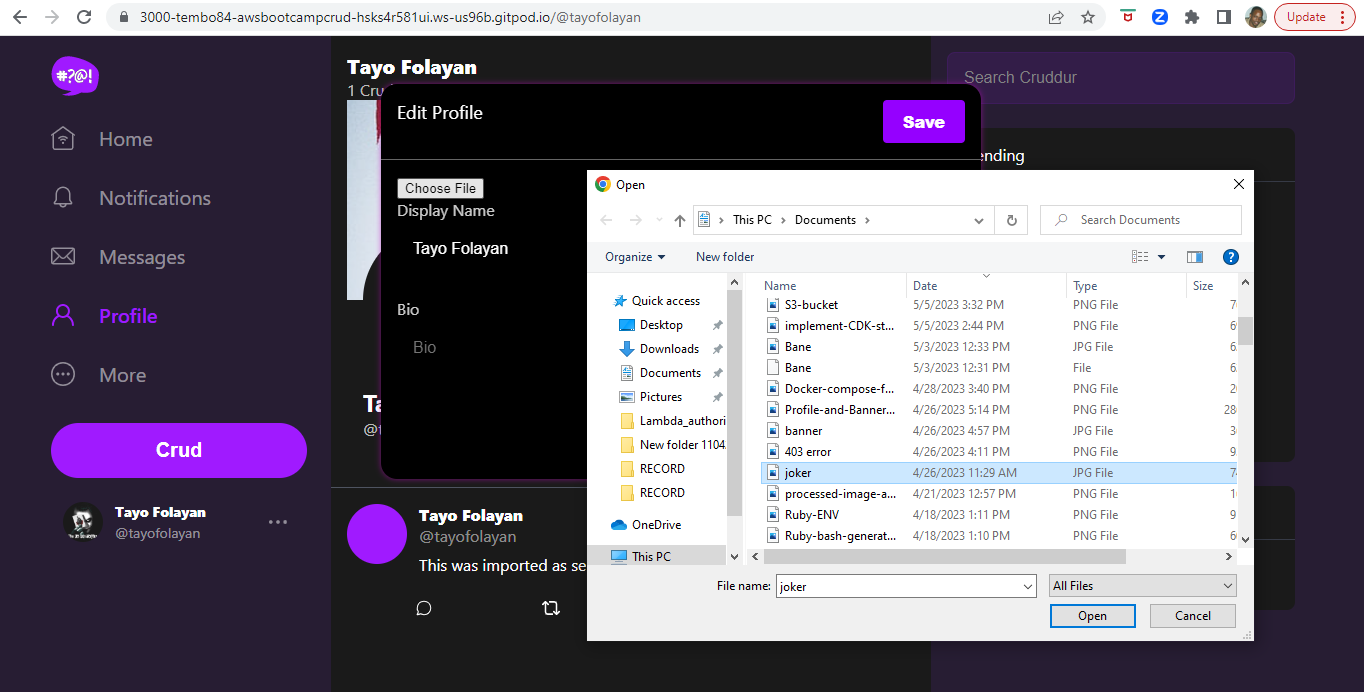 3000-tembo84-awsbootcampcrud-hsks4r581ui.ws-us96b.gitpod.io/@tayofolayan
Update
#?@!
Home
Notifications
Messages
Profile
More
Crud
Tayo Folayan
@tayofolayan
Tayo Folayan
1 Cru
Edit Profile
Save
Choose File
Display Name
Tayo Folayan
Bio
Bio
Ta
@t
Tayo Folayan
@tayofolayan
This was imported as se
Search Cruddur
ending
Open
This PC
Documents
Search Documents
Organize
New folder
?
Quick access
Desktop
Downloads
Documents
Pictures
Lambda_authori
New folder 1104
RECORD
RECORD
OneDrive
This PC
Name Date Type Size
S3-bucket 5/5/2023 3:32 PM PNG File
implement-CDK-st... 5/5/2023 2:44 PM PNG File
Bane 5/3/2023 12:33 PM JPG File
Bane 5/3/2023 12:31 PM File
Docker-compose-f... 4/28/2023 3:40 PM PNG File
Profile-and-Banner... 4/26/2023 5:14 PM PNG File 28
banner 4/26/2023 4:57 PM JPG File
403 error 4/26/2023 4:11 PM PNG File 9
joker 4/26/2023 11:29 AM JPG File
processed-image-a... 4/21/2023 12:57 PM PNG File
Ruby-ENV 4/18/2023 1:11 PM PNG File 9
Ruby-bash-generat... 4/18/2023 1:10 PM PNG File
File name: joker
All Files
Open
Cancel